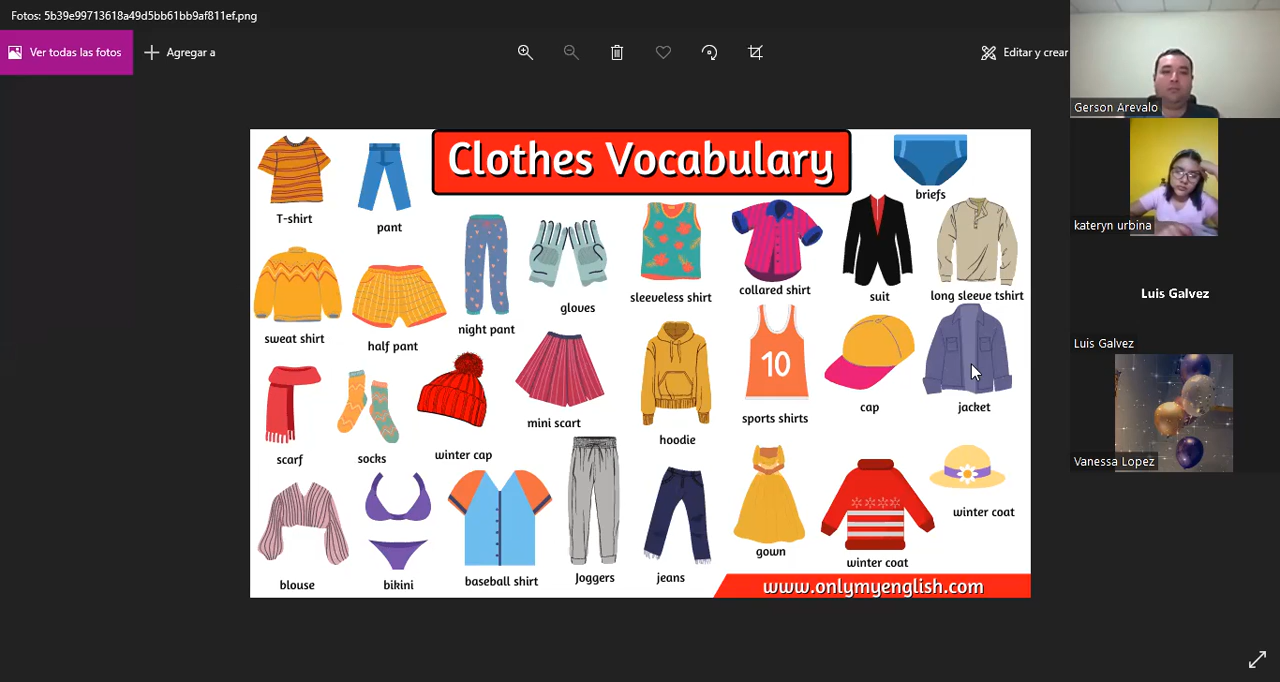 Fotos: 5b39e99713618a49d5bb61bb9af811ef.png
Ver todas las fotos
Agregar a
Editar y crear
Clothes Vocabulary
T-shirt
pant
briefs
sweat shirt
half pant
night pant
gloves
sleeveless shirt
collared shirt
suit
long sleeve tshirt
scarf
socks
winter cap
mini scart
hoodie
10
sports shirts
cap
jacket
blouse
bikini
baseball shirt
Joggers
jeans
gown
winter coat
winter coat
www.onlymyenglish.com
Gerson Arevalo
kateryn urbina
Luis Galvez
Luis Galvez
Vanessa Lopez